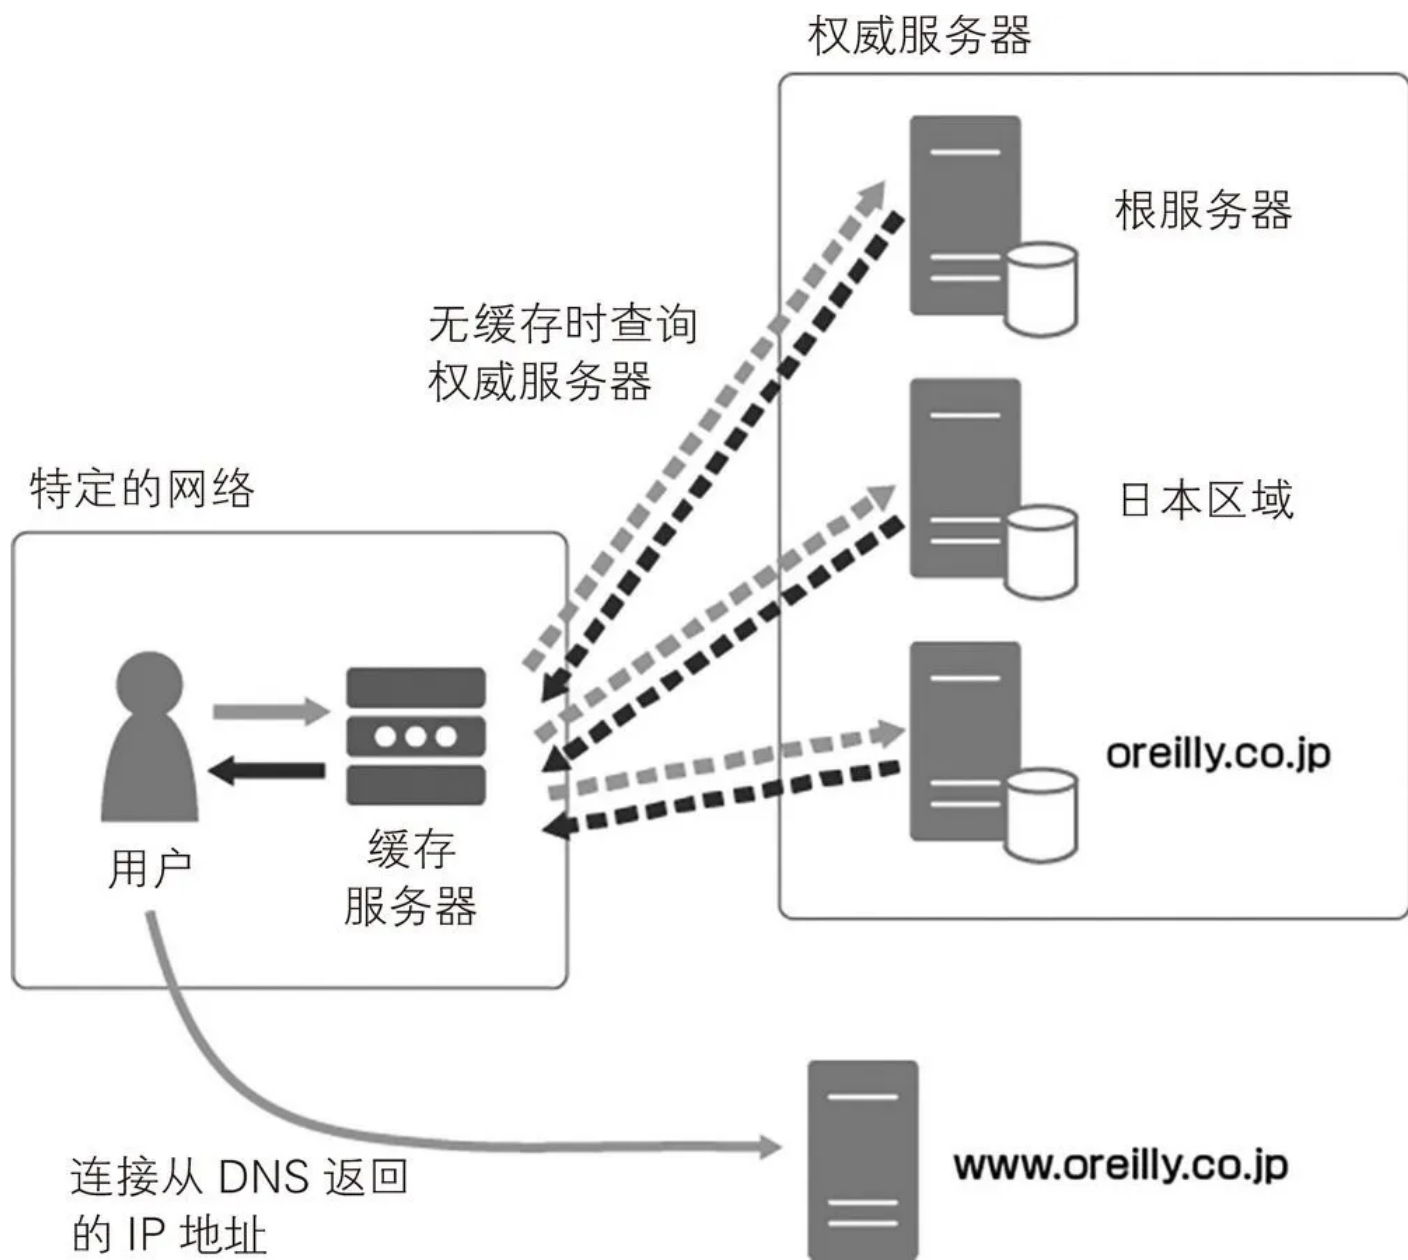 权威服务器
根服务器
无缓存时查询
权威服务器
特定的网络
日本区域
oreilly.co.jp
用户
缓存
服务器
连接从 DNS 返回
的 IP 地址
www.oreilly.co.jp